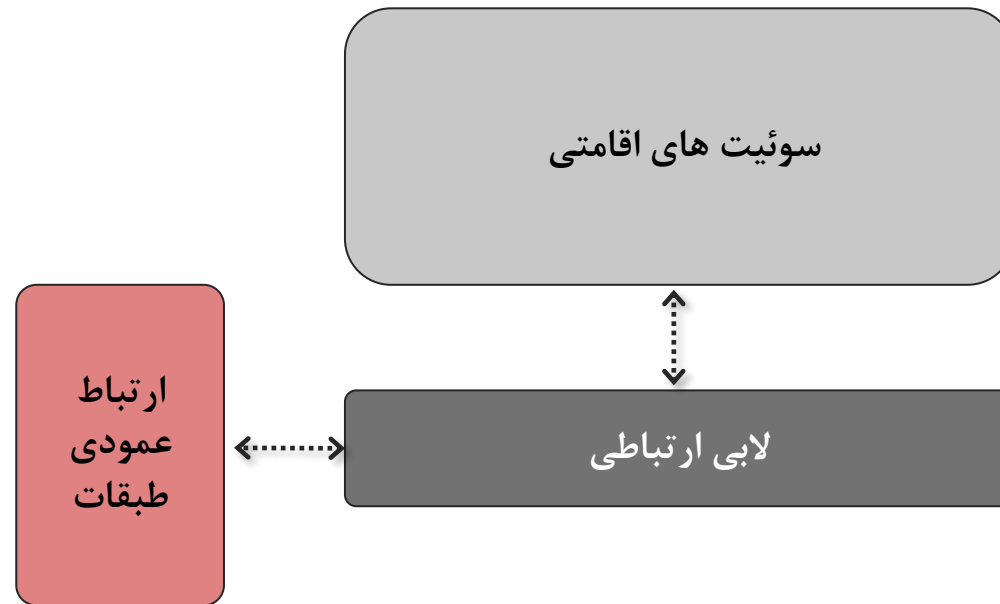 سوئیت های اقامتی
ارتباط
عمودی
طبقات
لابی ارتباطی